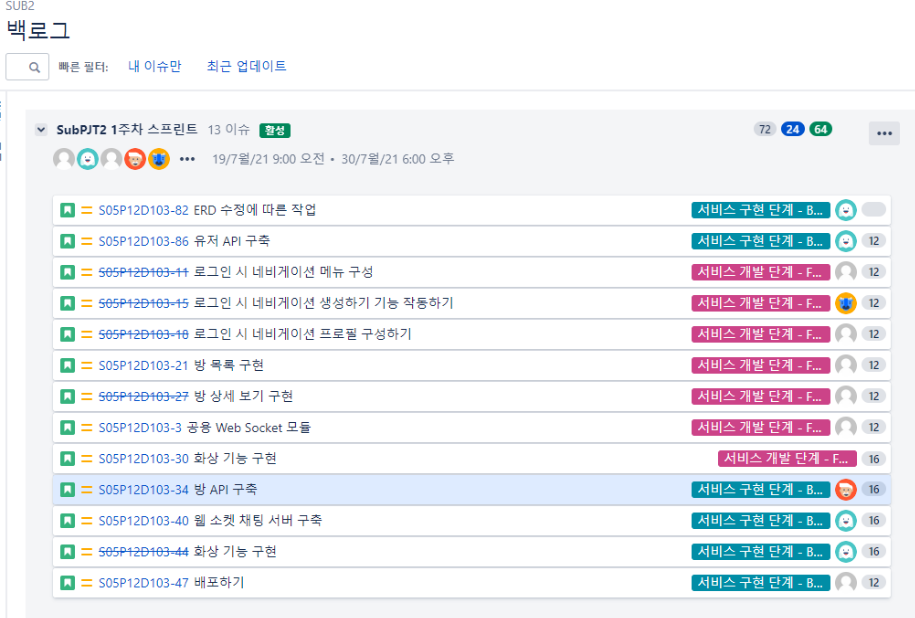 SUB2
백로그
빠른 필터: 내 이슈만 최근 업데이트
SubPJT2 1주차 스프린트 13 이슈 활성 72 24 64 •••
••• 19/7월/21 9:00 오전 • 30/7월/21 6:00 오후
S05P12D103-82 ERD 수정에 따른 작업 서비스 구현 단계 - B...
S05P12D103-86 유저 API 구축 서비스 구현 단계 - B... 12
S05P12D103-11 로그인 시 네비게이션 메뉴 구성 서비스 개발 단계 - F... 12
S05P12D103-15 로그인 시 네비게이션 생성하기 기능 작동하기 서비스 개발 단계 - F... 12
S05P12D103-18 로그인 시 네비게이션 프로필 구성하기 서비스 개발 단계 - F... 12
S05P12D103-21 방 목록 구현 서비스 개발 단계 - F... 12
S05P12D103-27 방 상세 보기 구현 서비스 개발 단계 - F... 12
S05P12D103-3 공용 Web Socket 모듈 서비스 개발 단계 - F... 12
S05P12D103-30 화상 기능 구현 서비스 개발 단계 - F... 16
S05P12D103-34 방 API 구축 서비스 구현 단계 - B... 16
S05P12D103-40 웹 소켓 채팅 서버 구축 서비스 구현 단계 - B... 16
S05P12D103-44 화상 기능 구현 서비스 구현 단계 - B... 16
S05P12D103-47 배포하기 서비스 구현 단계 - B... 12